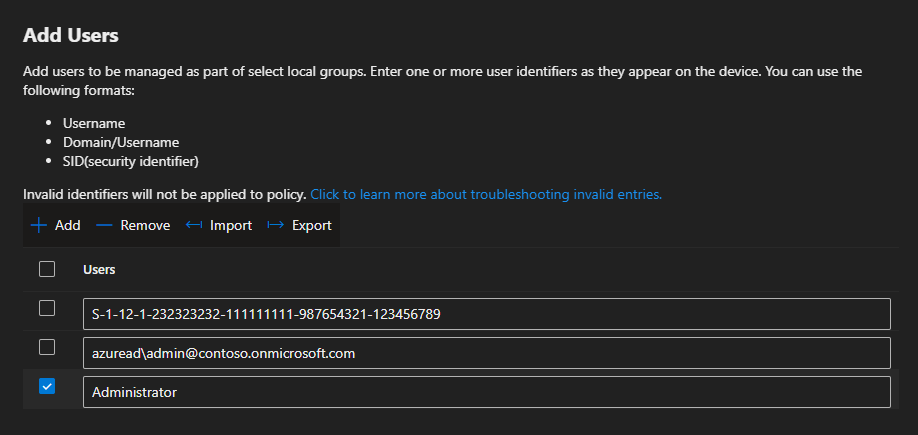 Add Users
Add users to be managed as part of select local groups. Enter one or more user identifiers as they appear on the device. You can use the
following formats:
• Username
• Domain/Username
• SID(security identifier)
Invalid identifiers will not be applied to policy. Click to learn more about troubleshooting invalid entries.
Add Remove Import Export
Users
S-1-12-1-232323232-111111111-987654321-123456789
azuread\admin@contoso.onmicrosoft.com
Administrator